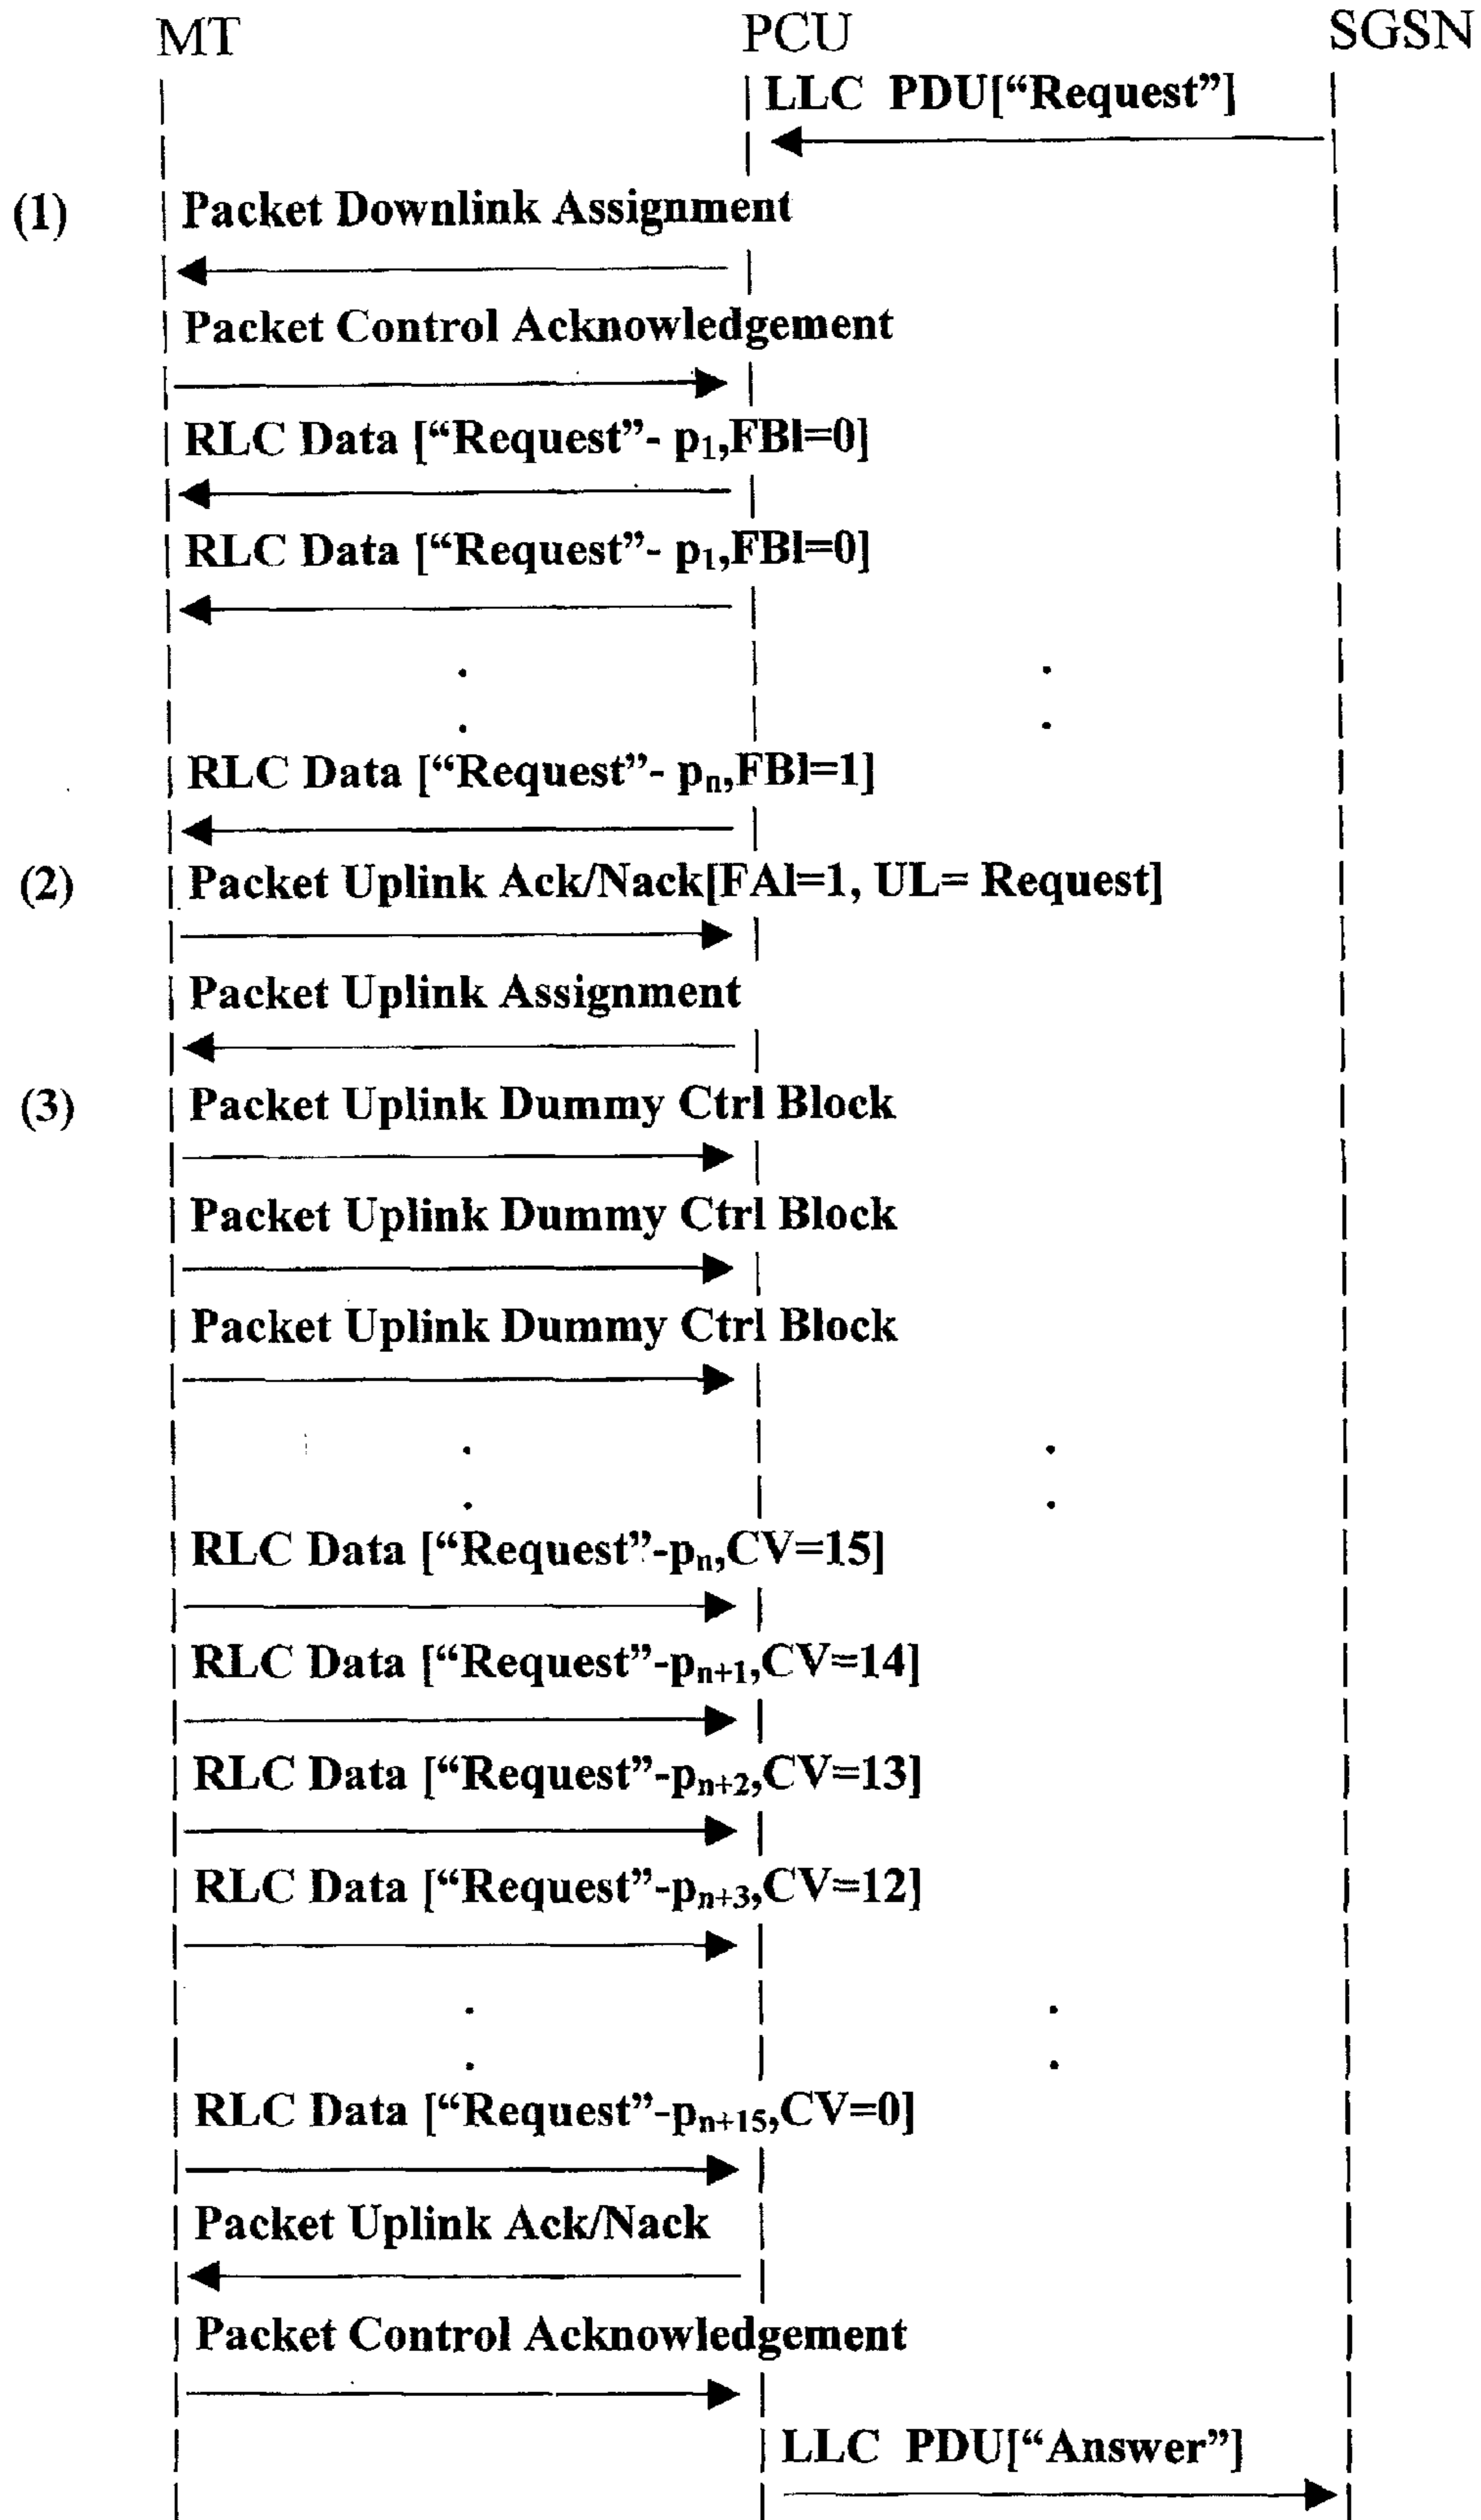 MT PCU SGSN
LLC PDU[“Request”]
(1) Packet Downlink Assignment
Packet Control Acknowledgement
RLC Data [“Request”- p₁,FBI=0]
RLC Data [“Request”- p₁,FBI=0]
RLC Data [“Request”- pₙ,FBI=1]
(2) Packet Uplink Ack/Nack[FAI=1, UL= Request]
Packet Uplink Assignment
(3) Packet Uplink Dummy Ctrl Block
Packet Uplink Dummy Ctrl Block
Packet Uplink Dummy Ctrl Block
RLC Data [“Request”-pₙ,CV=15]
RLC Data [“Request”-pₙ₊₁,CV=14]
RLC Data [“Request”-pₙ₊₂,CV=13]
RLC Data [“Request”-pₙ₊₃,CV=12]
RLC Data [“Request”-pₙ₊₁₅,CV=0]
Packet Uplink Ack/Nack
Packet Control Acknowledgement
LLC PDU[“Answer”]